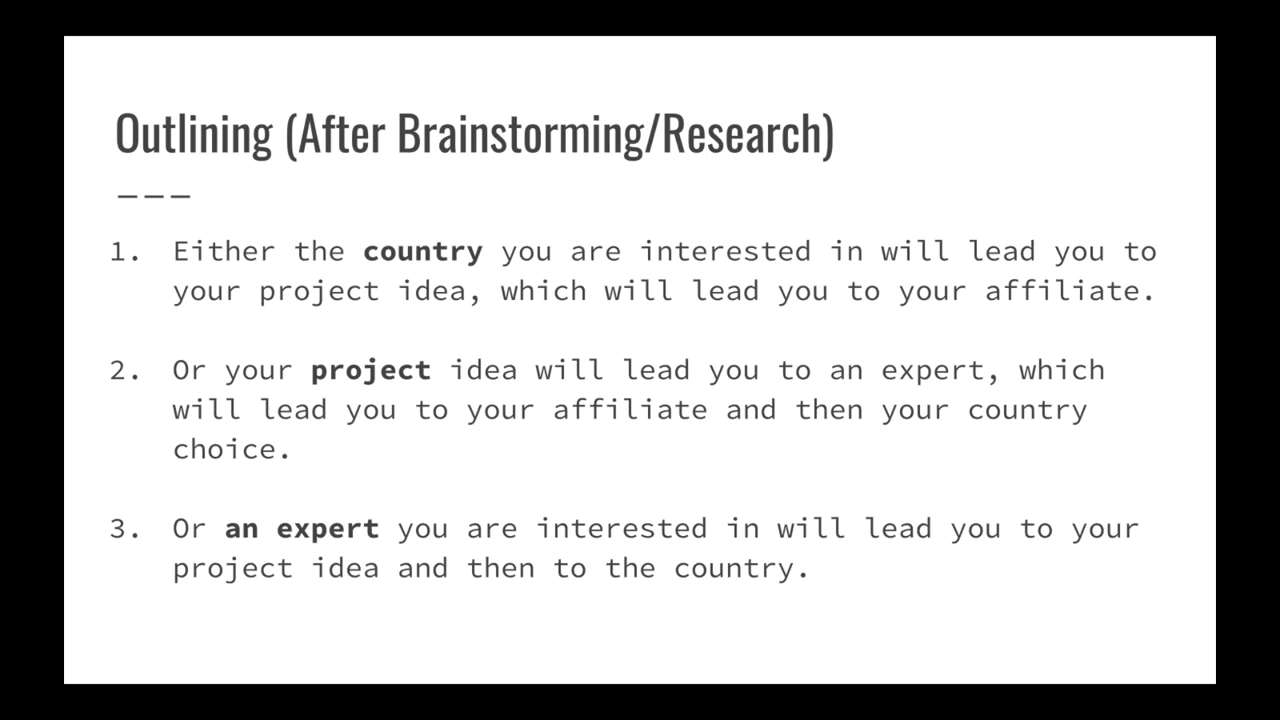 Outlining (After Brainstorming/Research)
1. Either the country you are interested in will lead you to
your project idea, which will lead you to your affiliate.
2. Or your project idea will lead you to an expert, which
will lead you to your affiliate and then your country
choice.
3. Or an expert you are interested in will lead you to your
project idea and then to the country.